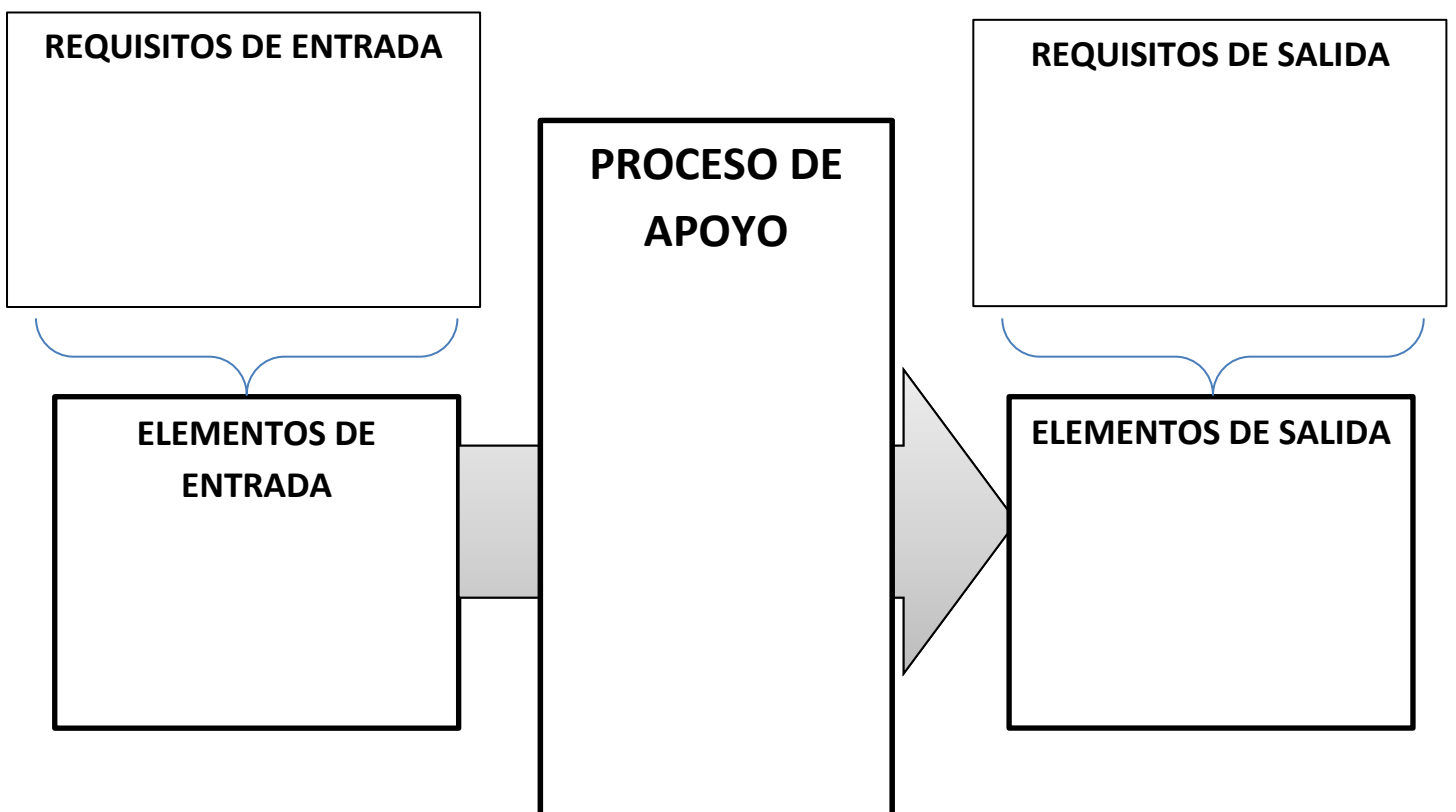 REQUISITOS DE ENTRADA
REQUISITOS DE SALIDA
PROCESO DE
APOYO
ELEMENTOS DE
ENTRADA
ELEMENTOS DE SALIDA